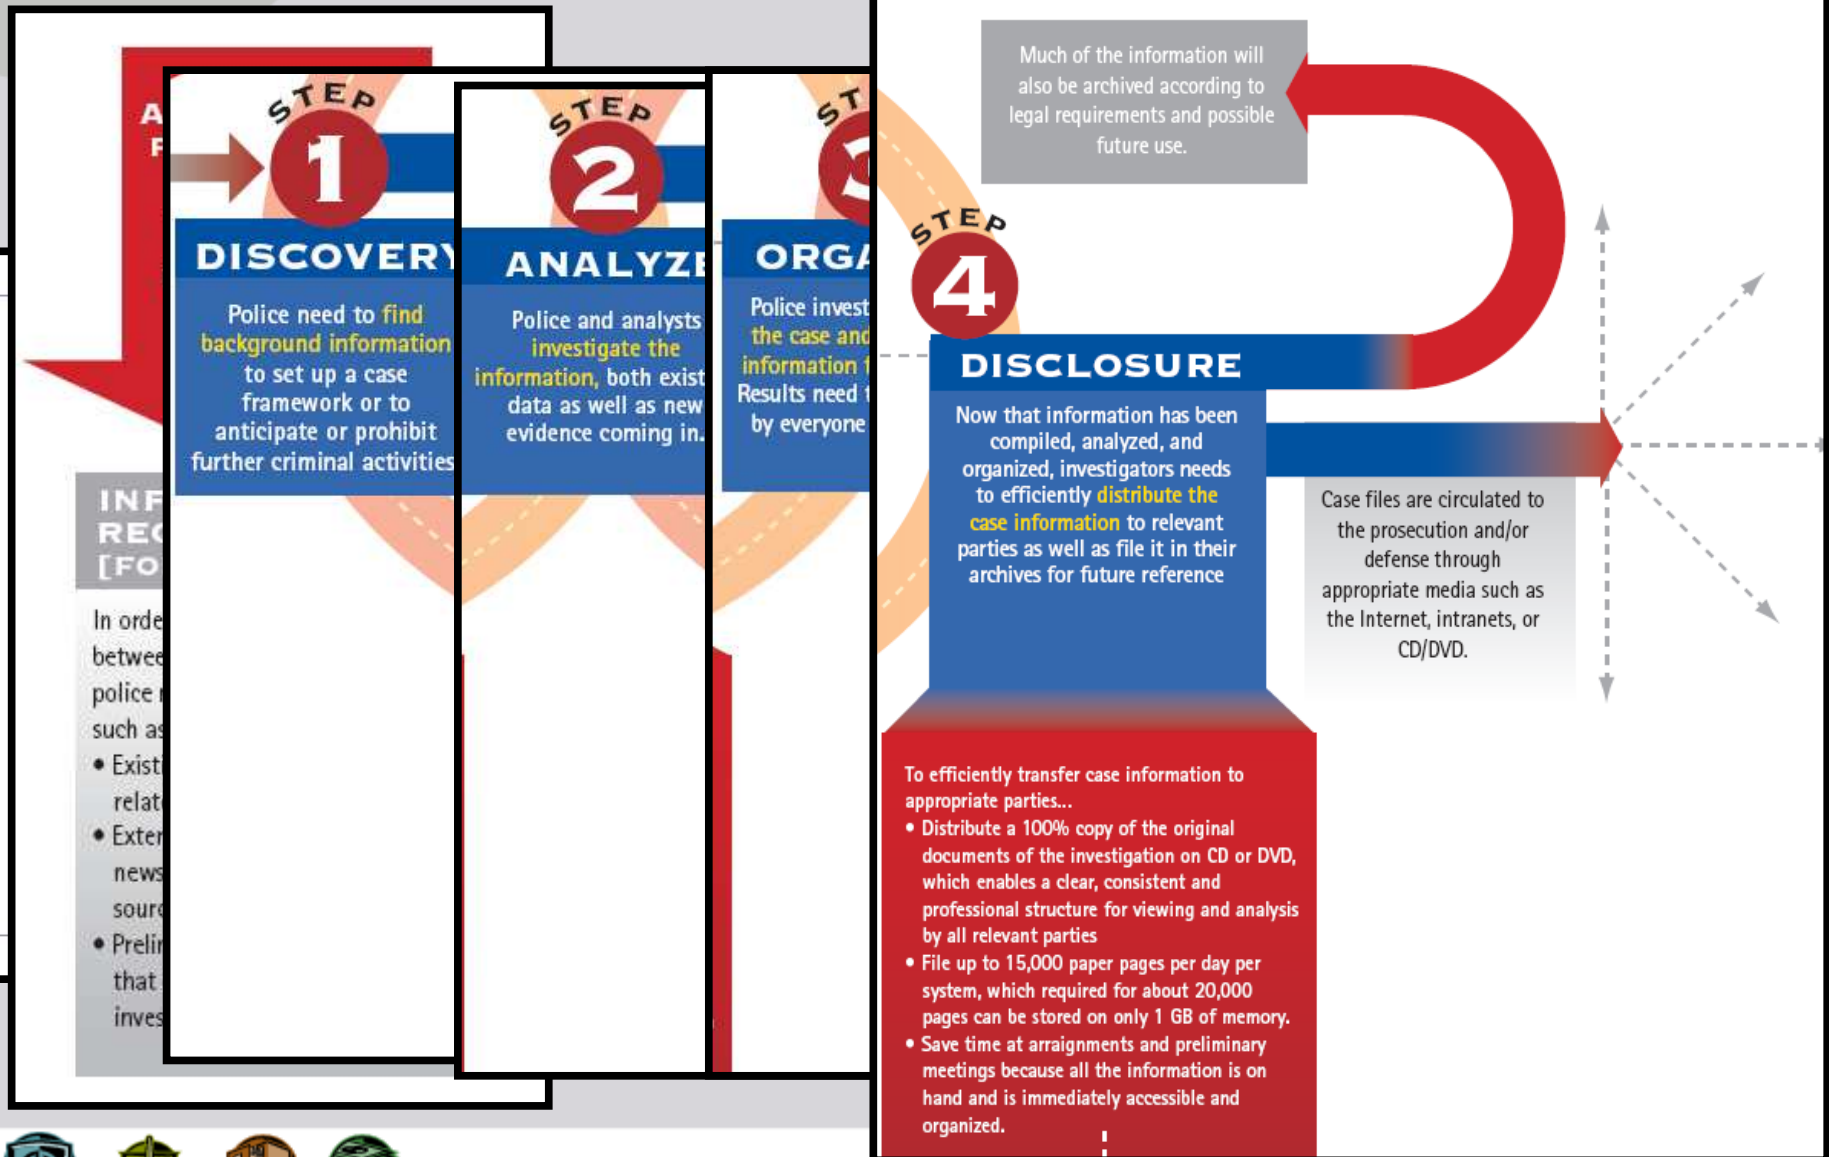 INF
REC
[FO
In orde
betwee
police
such as
• Existi
relat
• Exter
news
sourc
• Prelin
that
inves
STEP
1
DISCOVERY
Police need to find
background information
to set up a case
framework or to
anticipate or prohibit
further criminal activities
STEP
2
ANALYZE
Police and analysts
investigate the
information, both exist
data as well as new
evidence coming in.
ST
3
ORGA
Police invest
the case and
information
Results need
by everyone
Much of the information will
also be archived according to
legal requirements and possible
future use.
STEP
4
DISCLOSURE
Now that information has been
compiled, analyzed, and
organized, investigators needs
to efficiently distribute the
case information to relevant
parties as well as file it in their
archives for future reference
Case files are circulated to
the prosecution and/or
defense through
appropriate media such as
the Internet, intranets, or
CD/DVD.
To efficiently transfer case information to
appropriate parties...
• Distribute a 100% copy of the original
documents of the investigation on CD or DVD,
which enables a clear, consistent and
professional structure for viewing and analysis
by all relevant parties
• File up to 15,000 paper pages per day per
system, which required for about 20,000
pages can be stored on only 1 GB of memory.
• Save time at arraignments and preliminary
meetings because all the information is on
hand and is immediately accessible and
organized.